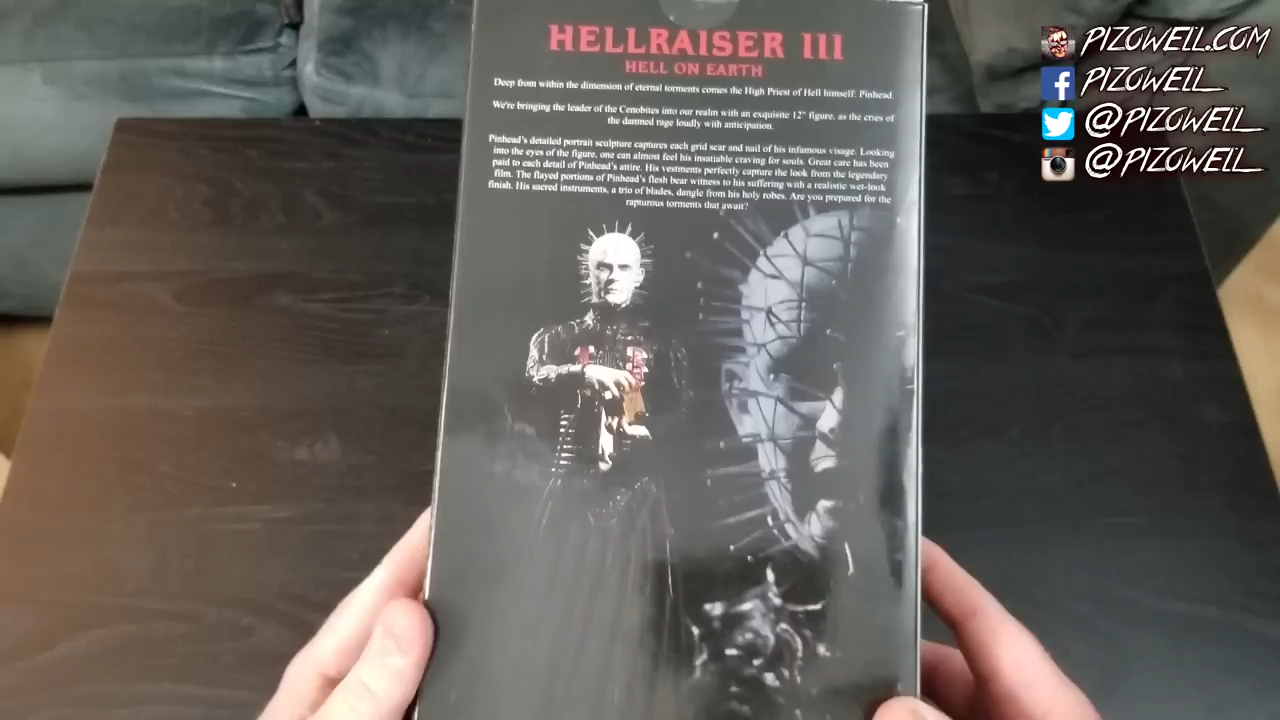 HELLRAISER III
HELL ON EARTH
Deep from within the dimension of eternal torments comes the High Priest of Hell himself: Pinhead.
We're bringing the leader of the Cenobites into our realm with an exquisite 12" figure, as the cries of
the damned rage loudly with anticipation.
Pinhead's detailed portrait sculpture captures each grid scar and nail of his infamous visage. Looking
into the eyes of the figure, one can almost feel his insatiable craving for souls. Great care has been
paid to each detail of Pinhead's attire. His vestments perfectly capture the look from the legendary
film. The flayed portions of Pinhead's flesh bear witness to his suffering with a realistic wet-look
finish. His sacred instruments, a trio of blades, dangle from his holy robes. Are you prepared for the
rapturous torments that await?
PIZOWELL.COM
PIZOWELL
@PIZOWELL
@PIZOWELL